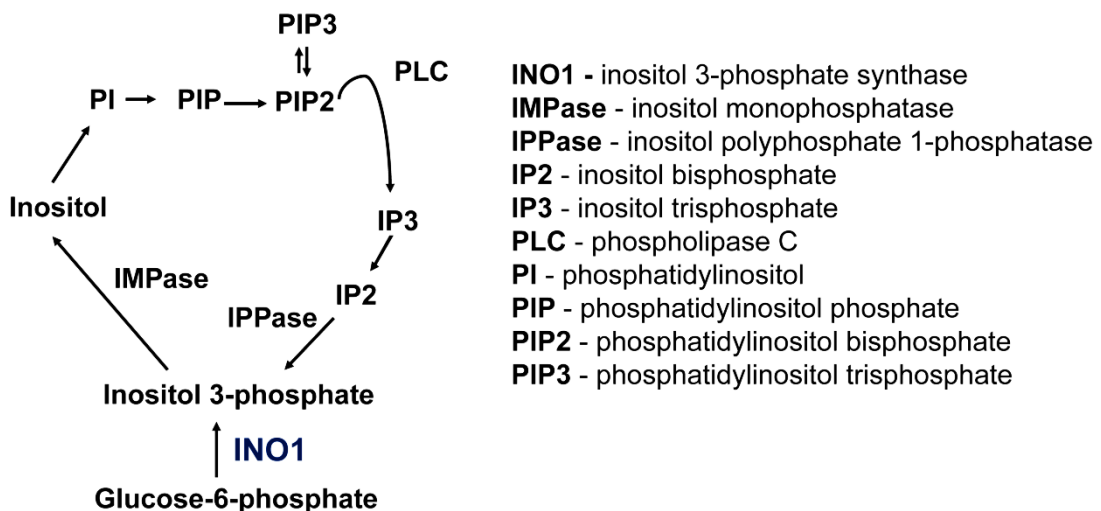 PIP3
PLC
PI
PIP
PIP2
Inositol
IP3
IMPase
IP2
IPPase
Inositol 3-phosphate
INO1
Glucose-6-phosphate
INO1 - inositol 3-phosphate synthase
IMPase - inositol monophosphatase
IPPase - inositol polyphosphate 1-phosphatase
IP2 - inositol bisphosphate
IP3 - inositol trisphosphate
PLC - phospholipase C
PI - phosphatidylinositol
PIP - phosphatidylinositol phosphate
PIP2 - phosphatidylinositol bisphosphate
PIP3 - phosphatidylinositol trisphosphate